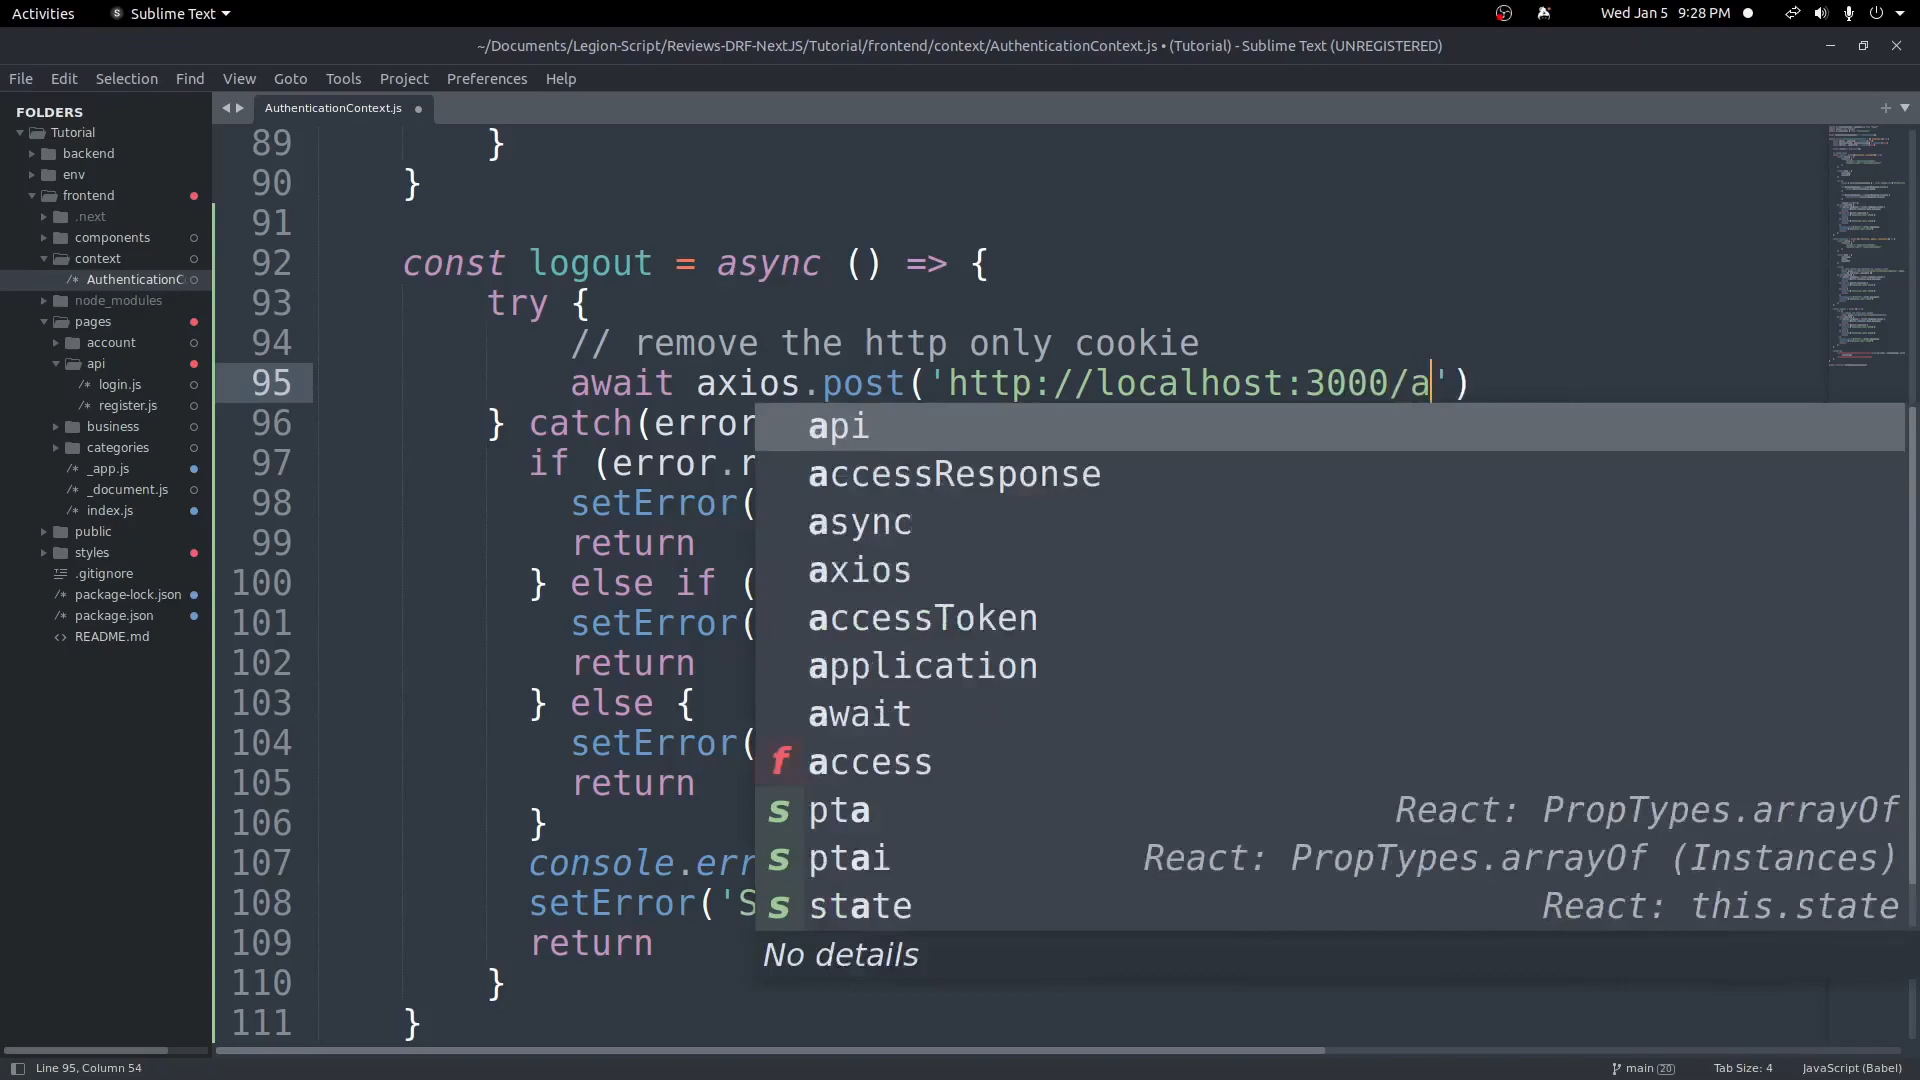 Activities
S Sublime Text
Wed Jan 5 9:28 PM
~/Documents/Legion-Script/Reviews-DRF-NextJS/Tutorial/frontend/context/AuthenticationContext.js • (Tutorial) - Sublime Text (UNREGISTERED)
File Edit Selection Find View Goto Tools Project Preferences Help
FOLDERS
Tutorial
backend
env
frontend
.next
components
context
/* AuthenticationC
node_modules
pages
account
api
/* login.js
/* register.js
business
categories
/* _app.js
/* _document.js
/* index.js
public
styles
.gitignore
/* package-lock.json
/* package.json
<> README.md
AuthenticationContext.js
89 }
90 }
91
92 const logout = async () => {
93 try {
94 // remove the http only cookie
95 await axios.post('http://localhost:3000/a')
96 } catch(error
97 if (error.r
98 setError(
99 return
100 } else if (
101 setError(
102 return
103 } else {
104 setError(
105 return
106 }
107 console.err
108 setError('S
109 return
110 }
111 }
api
accessResponse
async
axios
accessToken
application
await
f access
s pta React: PropTypes.arrayOf
s ptai React: PropTypes.arrayOf (Instances)
s state React: this.state
No details
Line 95, Column 54
main 20
Tab Size: 4
JavaScript (Babel)